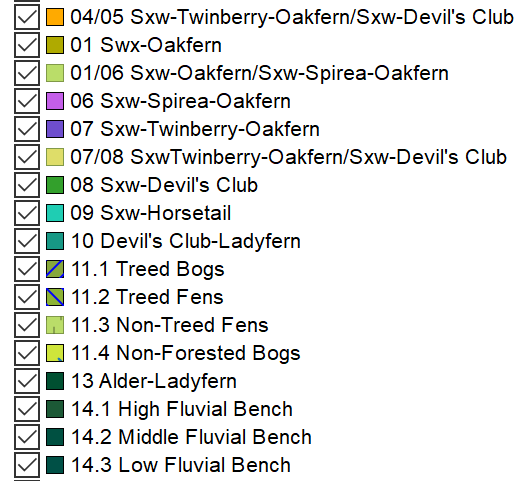 04/05 Sxw-Twinberry-Oakfern/Sxw-Devil's Club
01 Swx-Oakfern
01/06 Sxw-Oakfern/Sxw-Spirea-Oakfern
06 Sxw-Spirea-Oakfern
07 Sxw-Twinberry-Oakfern
07/08 SxwTwinberry-Oakfern/Sxw-Devil's Club
08 Sxw-Devil's Club
09 Sxw-Horsetail
10 Devil's Club-Ladyfern
11.1 Treed Bogs
11.2 Treed Fens
11.3 Non-Treed Fens
11.4 Non-Forested Bogs
13 Alder-Ladyfern
14.1 High Fluvial Bench
14.2 Middle Fluvial Bench
14.3 Low Fluvial Bench